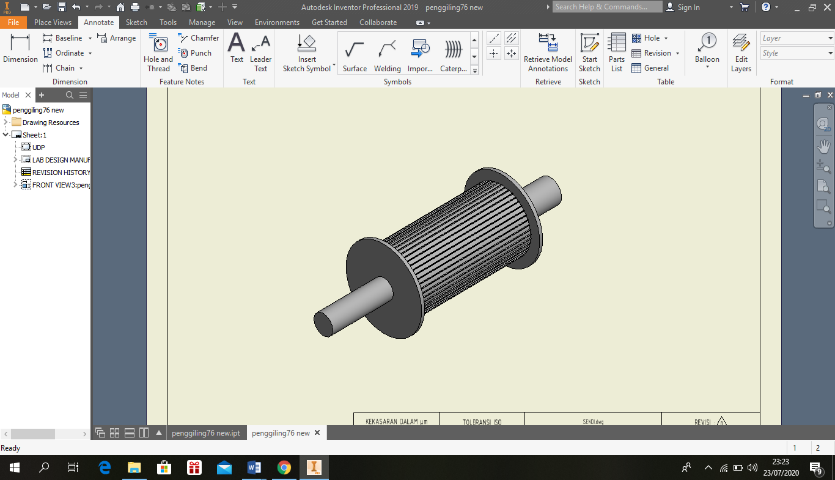 Autodesk Inventor Professional 2019 penggiling76 new
Search Help & Commands...
Sign In
File Place Views Annotate Sketch Tools Manage View Environments Get Started Collaborate
Dimension
Baseline
Ordinate
Chain
Arrange
Dimension
Hole and Thread
Chamfer
Punch
Bend
Feature Notes
Text
Leader Text
Text
Insert Sketch Symbol
Surface
Welding
Impor...
Caterp...
Symbols
Retrieve Model Annotations
Retrieve
Start Sketch
Sketch
Parts List
Hole
Revision
General
Table
Balloon
Edit Layers
Layer
Style
Format
Model
penggiling76 new
Drawing Resources
Sheet:1
UDP
LAB DESIGN MANUF
REVISION HISTORY
FRONT VIEW3:peng
KEKASARAN DALAM µm
TOLERANSI ISO
REVISI
penggiling76 new.ipt
penggiling76 new
Ready
1 2
23:23
23/07/2020